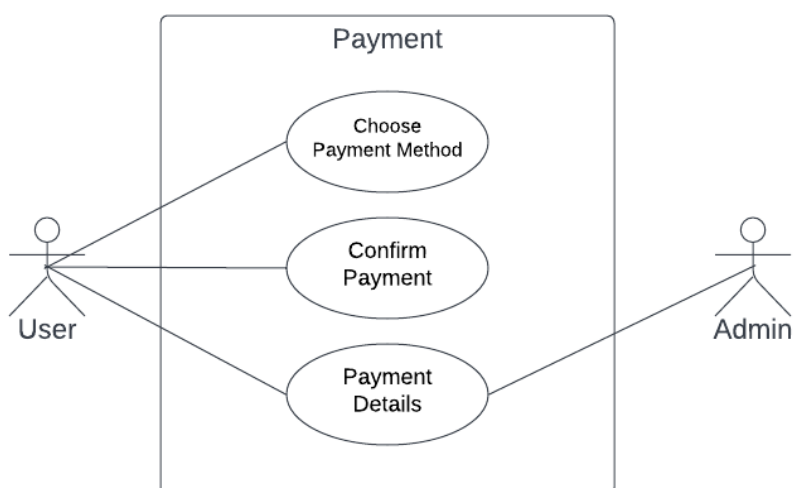 Payment
Choose
Payment Method
Confirm
Payment
User
Admin
Payment
Details